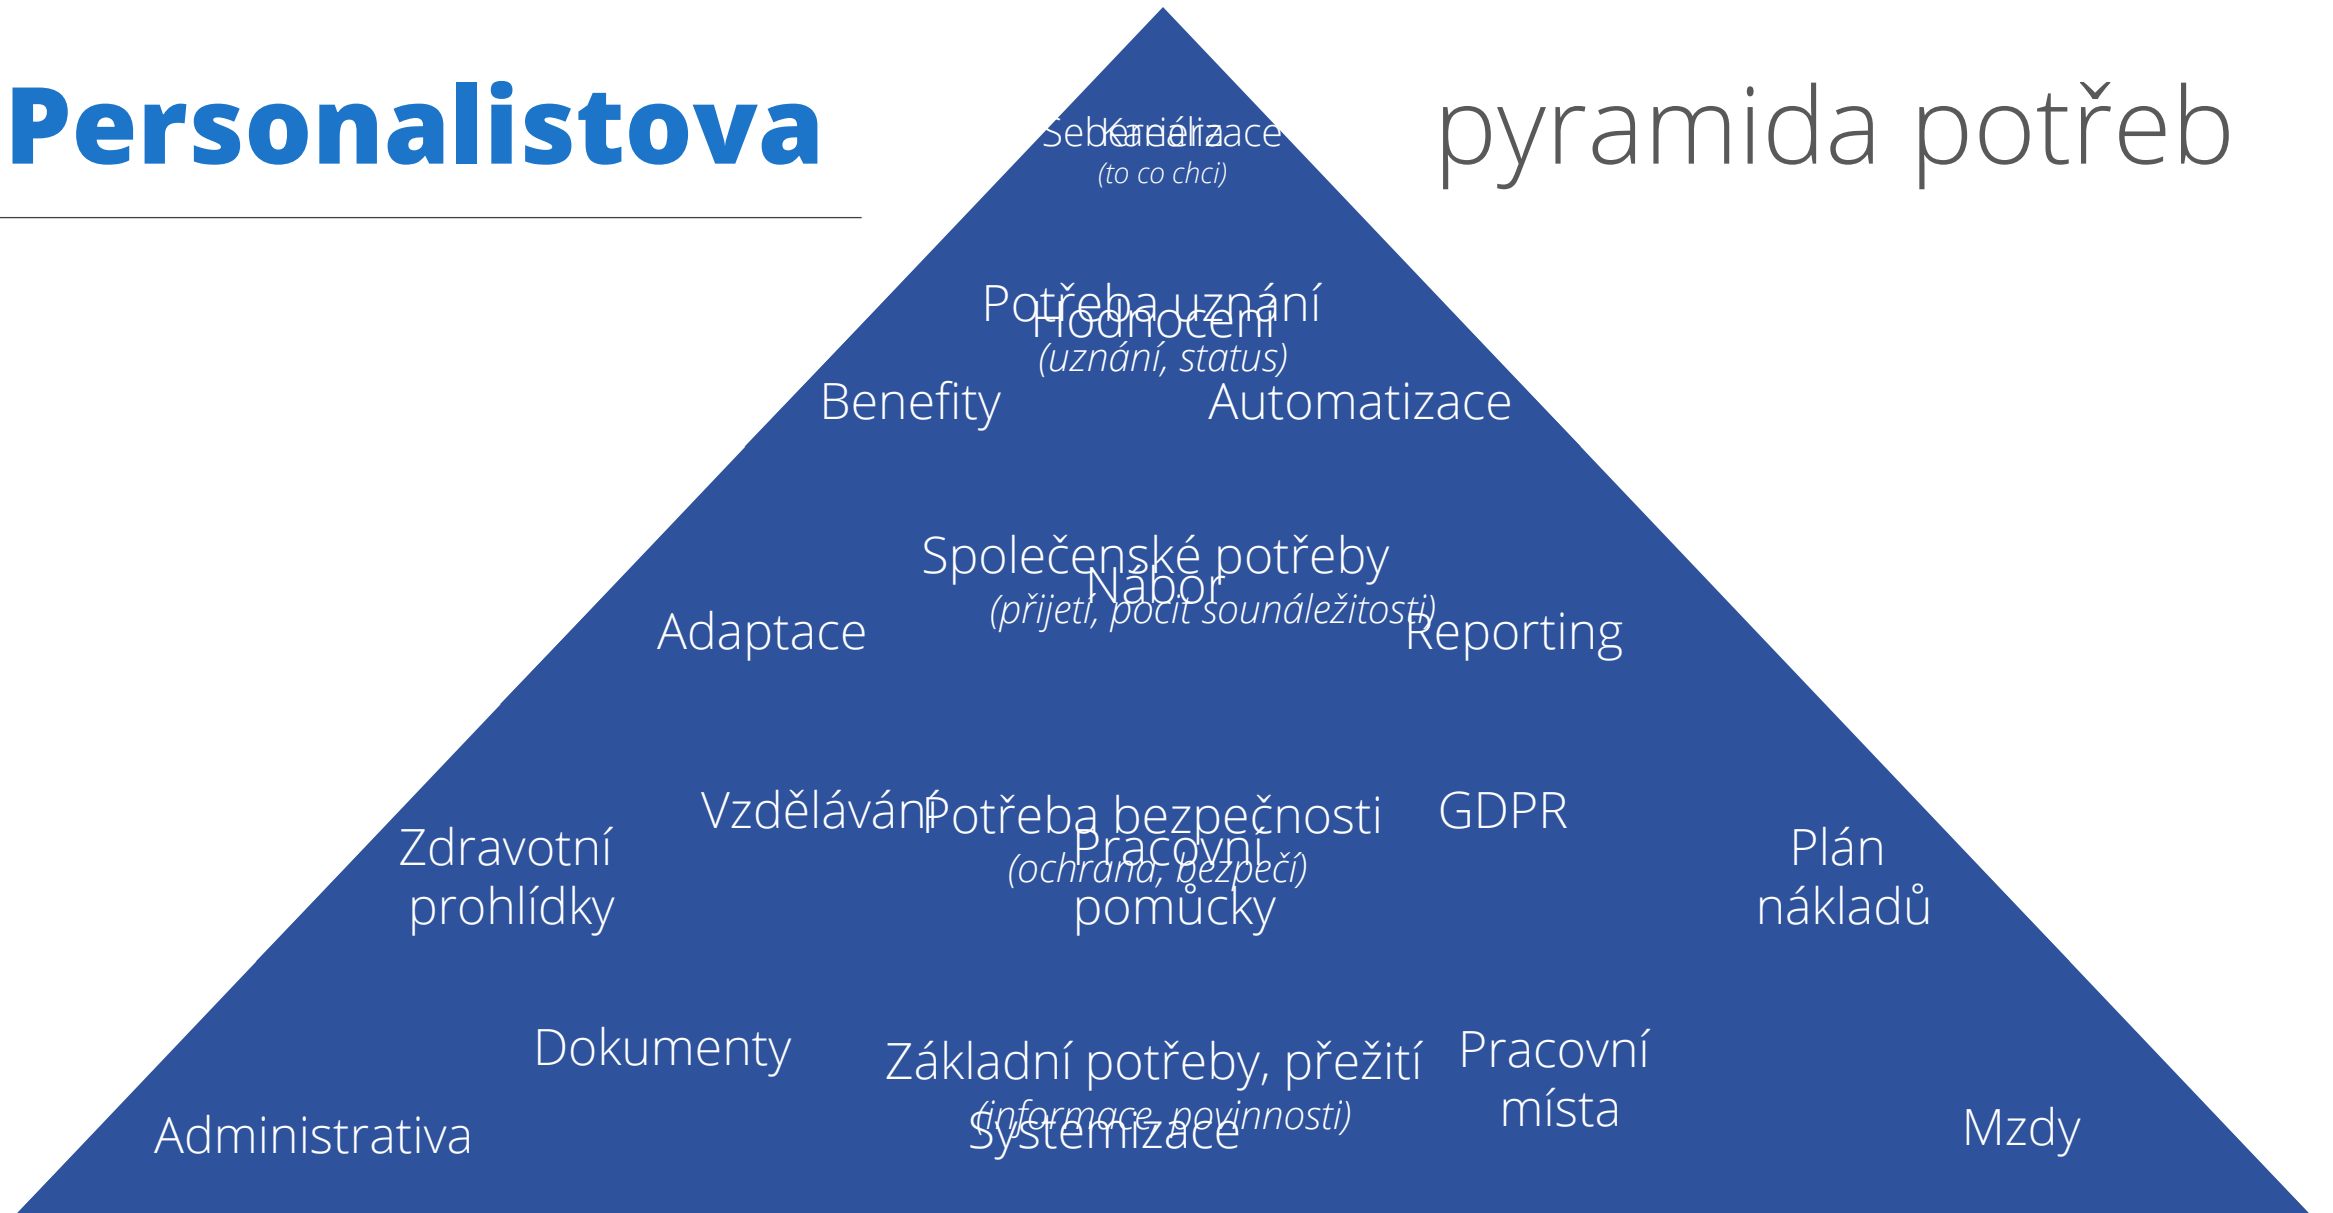 Personalistova
pyramida potřeb
Seberealizace
Kariéra
(to co chci)
Potřeba uznání
Hodnocení
(uznání, status)
Benefity
Automatizace
Společenské potřeby
Nábor
(přijetí, pocit sounáležitosti)
Adaptace
Reporting
Vzdělávání
Potřeba bezpečnosti
GDPR
Zdravotní
prohlídky
Pracovní
pomůcky
(ochrana, bezpečí)
Plán
nákladů
Dokumenty
Základní potřeby, přežití
(informace, povinnosti)
Pracovní
místa
Administrativa
Systemizace
Mzdy